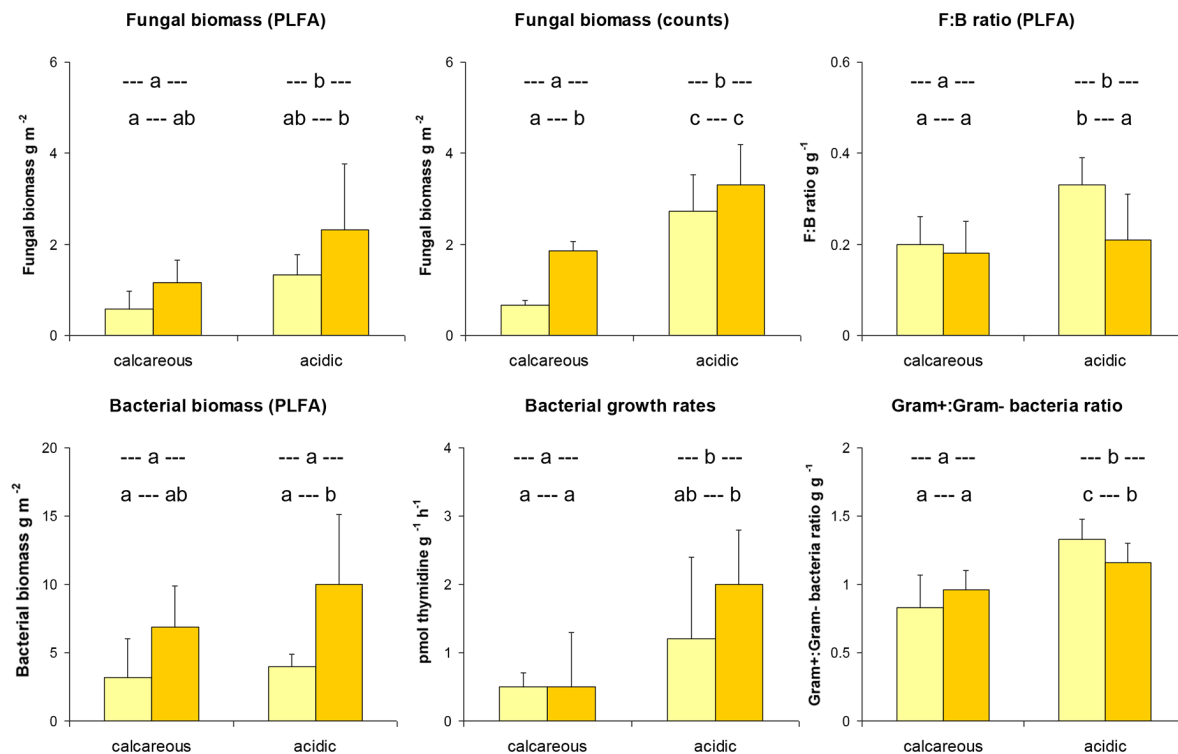 Fungal biomass (PLFA)
Fungal biomass g m⁻²
6
4
2
0
--- a ---
--- b ---
a --- ab
ab --- b
calcareous
acidic
Fungal biomass (counts)
Fungal biomass g m⁻²
6
4
2
0
--- a ---
--- b ---
a --- b
c --- c
calcareous
acidic
F:B ratio (PLFA)
F:B ratio g g⁻¹
0.6
0.4
0.2
0
--- a ---
--- b ---
a --- a
b --- a
calcareous
acidic
Bacterial biomass (PLFA)
Bacterial biomass g m⁻²
20
15
10
5
0
--- a ---
--- a ---
a --- ab
a --- b
calcareous
acidic
Bacterial growth rates
pmol thymidine g⁻¹ h⁻¹
4
3
2
1
0
--- a ---
--- b ---
a --- a
ab --- b
calcareous
acidic
Gram+:Gram- bacteria ratio
Gram+:Gram- bacteria ratio g g⁻¹
2
1.5
1
0.5
0
--- a ---
--- b ---
a --- a
c --- b
calcareous
acidic